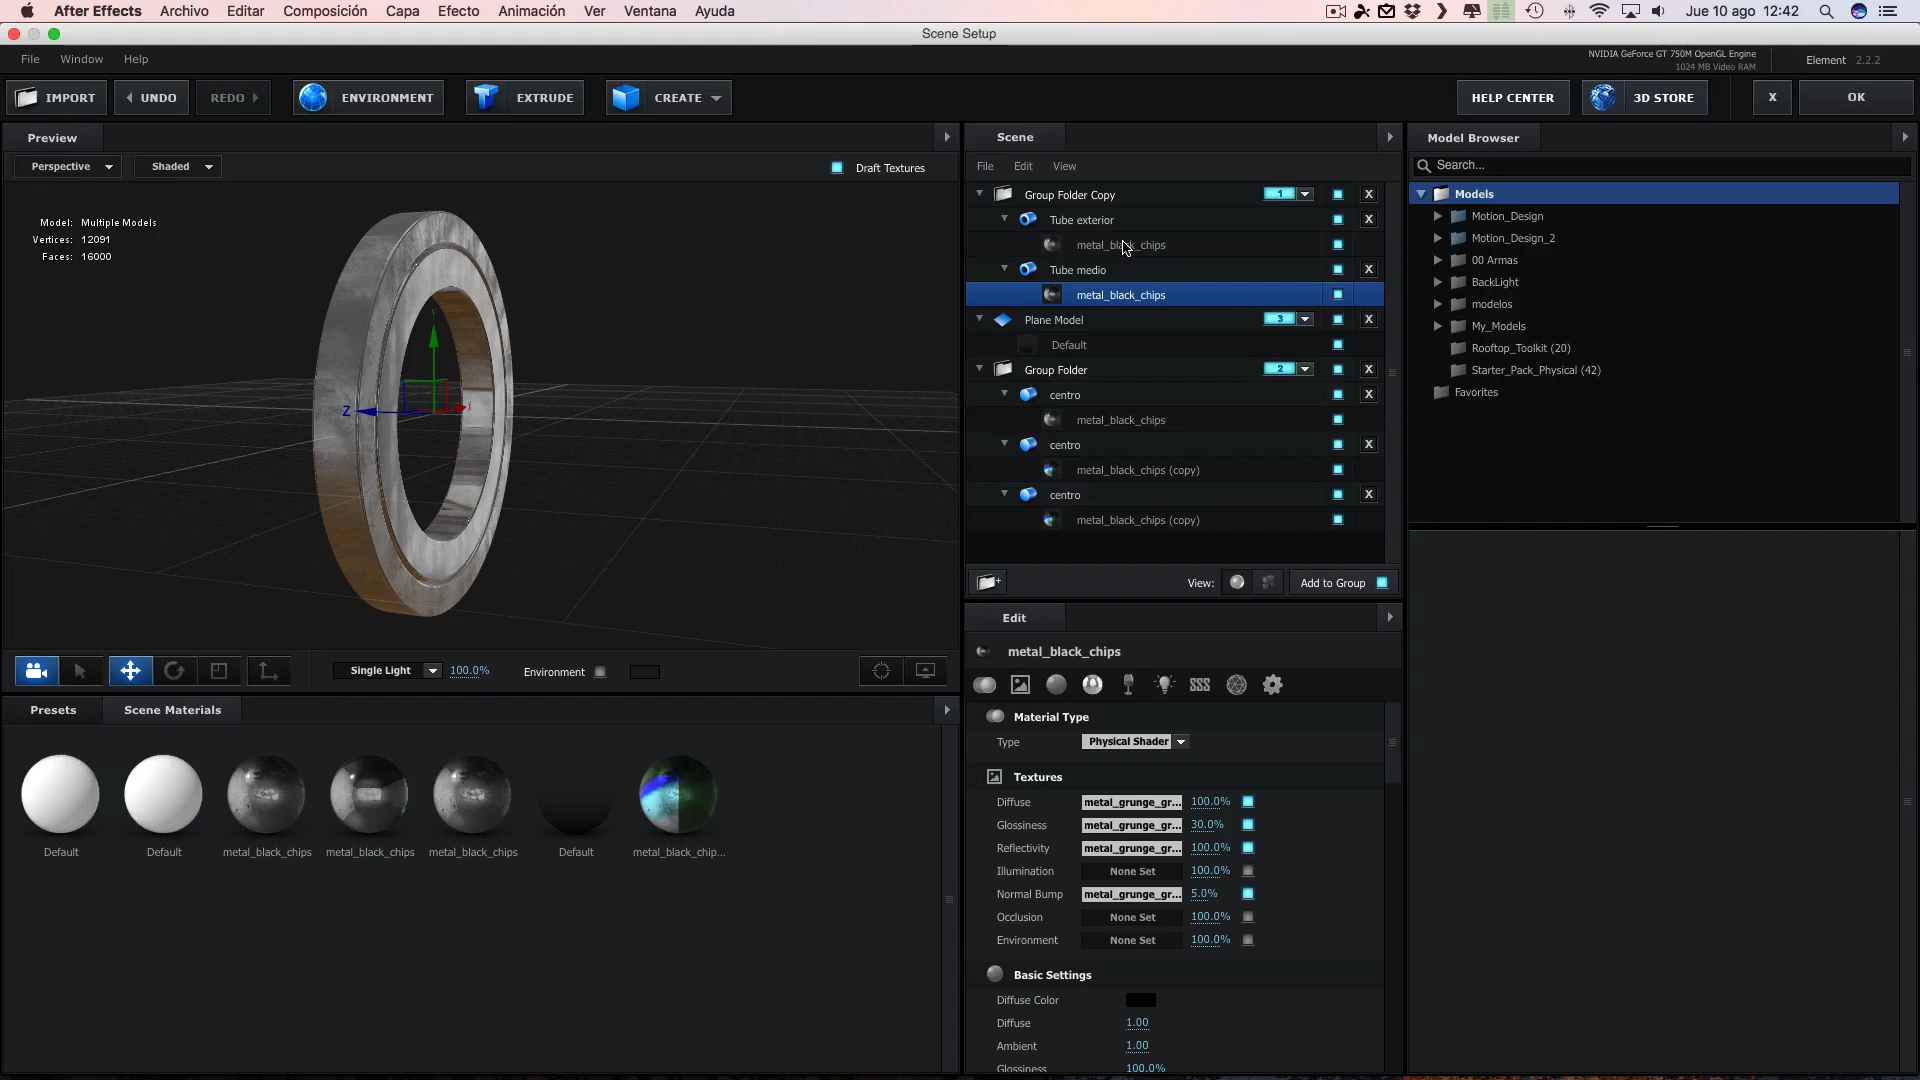 After Effects Archivo Editar Composición Capa Efecto Animación Ver Ventana Ayuda Jue 10 ago 12:42
Scene Setup
File Window Help
NVIDIA GeForce GT 750M OpenGL Engine
1024 MB Video RAM
Element 2.2.2
IMPORT UNDO REDO ENVIRONMENT EXTRUDE CREATE HELP CENTER 3D STORE X OK
Preview
Perspective Shaded Draft Textures
Model: Multiple Models
Vertices: 12091
Faces: 16000
Z
Single Light 100.0% Environment
Presets Scene Materials
Default Default metal_black_chips metal_black_chips metal_black_chips Default metal_black_chip...
Scene
File Edit View
Group Folder Copy 1 X
Tube exterior X
metal_black_chips
Tube medio X
metal_black_chips
Plane Model 3 X
Default
Group Folder 2 X
centro X
metal_black_chips
centro X
metal_black_chips (copy)
centro X
metal_black_chips (copy)
View: Add to Group
Edit
metal_black_chips
Material Type
Type Physical Shader
Textures
Diffuse metal_grunge_gr... 100.0%
Glossiness metal_grunge_gr... 30.0%
Reflectivity metal_grunge_gr... 100.0%
Illumination None Set 100.0%
Normal Bump metal_grunge_gr... 5.0%
Occlusion None Set 100.0%
Environment None Set 100.0%
Basic Settings
Diffuse Color
Diffuse 1.00
Ambient 1.00
Glossiness 100.0%
Model Browser
Search...
Models
Motion_Design
Motion_Design_2
00 Armas
BackLight
modelos
My_Models
Rooftop_Toolkit (20)
Starter_Pack_Physical (42)
Favorites